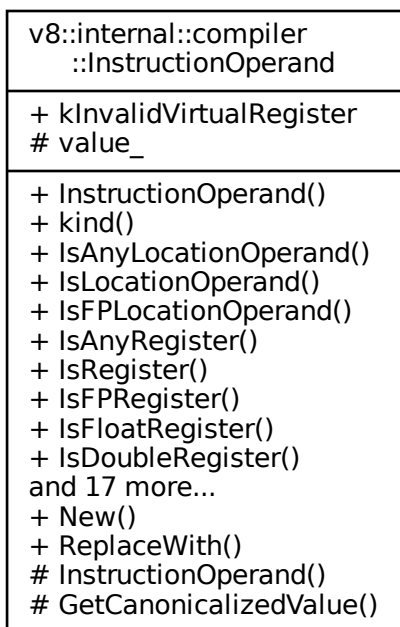 v8::internal::compiler
::InstructionOperand
+ kInvalidVirtualRegister
# value_
+ InstructionOperand()
+ kind()
+ IsAnyLocationOperand()
+ IsLocationOperand()
+ IsFPLocationOperand()
+ IsAnyRegister()
+ IsRegister()
+ IsFPRegister()
+ IsFloatRegister()
+ IsDoubleRegister()
and 17 more...
+ New()
+ ReplaceWith()
# InstructionOperand()
# GetCanonicalizedValue()